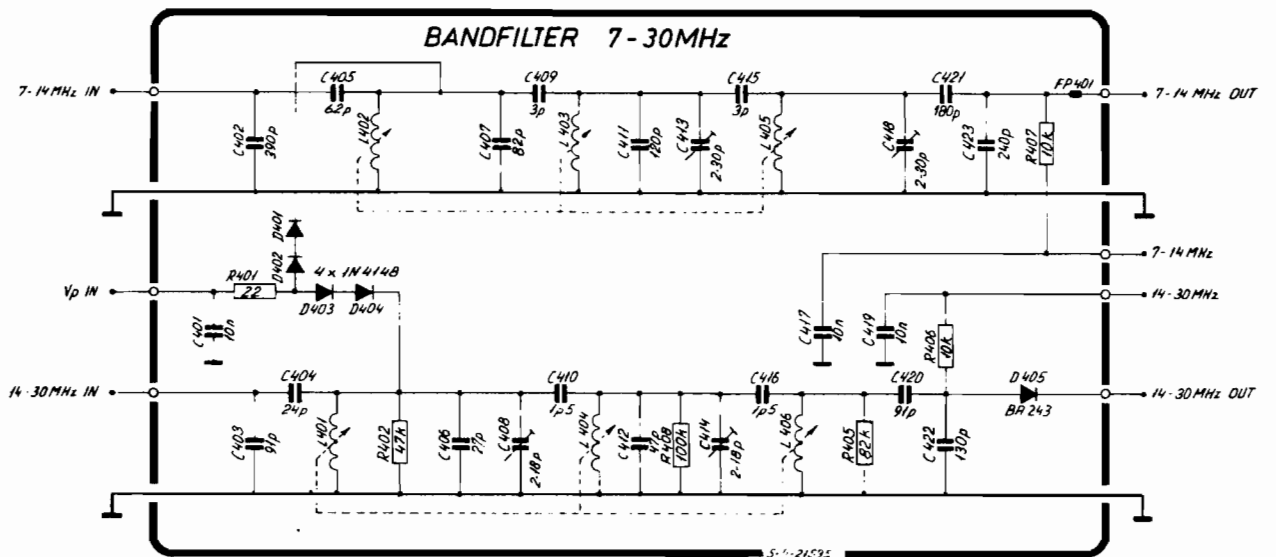 BANDFILTER 7-30MHz
7-14MHz IN
C402
390p
C405
62p
L402
C409
3p
C407
82p
L403
C411
120p
C413
2-30p
C415
3p
L405
C418
2-30p
C421
180p
C423
240p
R407
10k
FP401
7-14 MHz OUT
D401
D402
4 x 1N4148
Vp IN
R401
22
D403
D404
C401
10n
7-14 MHz
14-30MHz
C417
10n
C419
10n
R406
10k
14-30MHz IN
C403
91p
C404
24p
L401
R402
47k
C406
27p
C408
2-18p
C410
1p5
L404
C412
47p
R408
100k
C414
2-18p
C416
1p5
L406
R405
82k
C420
91p
C422
130p
D405
BA243
14-30MHz OUT